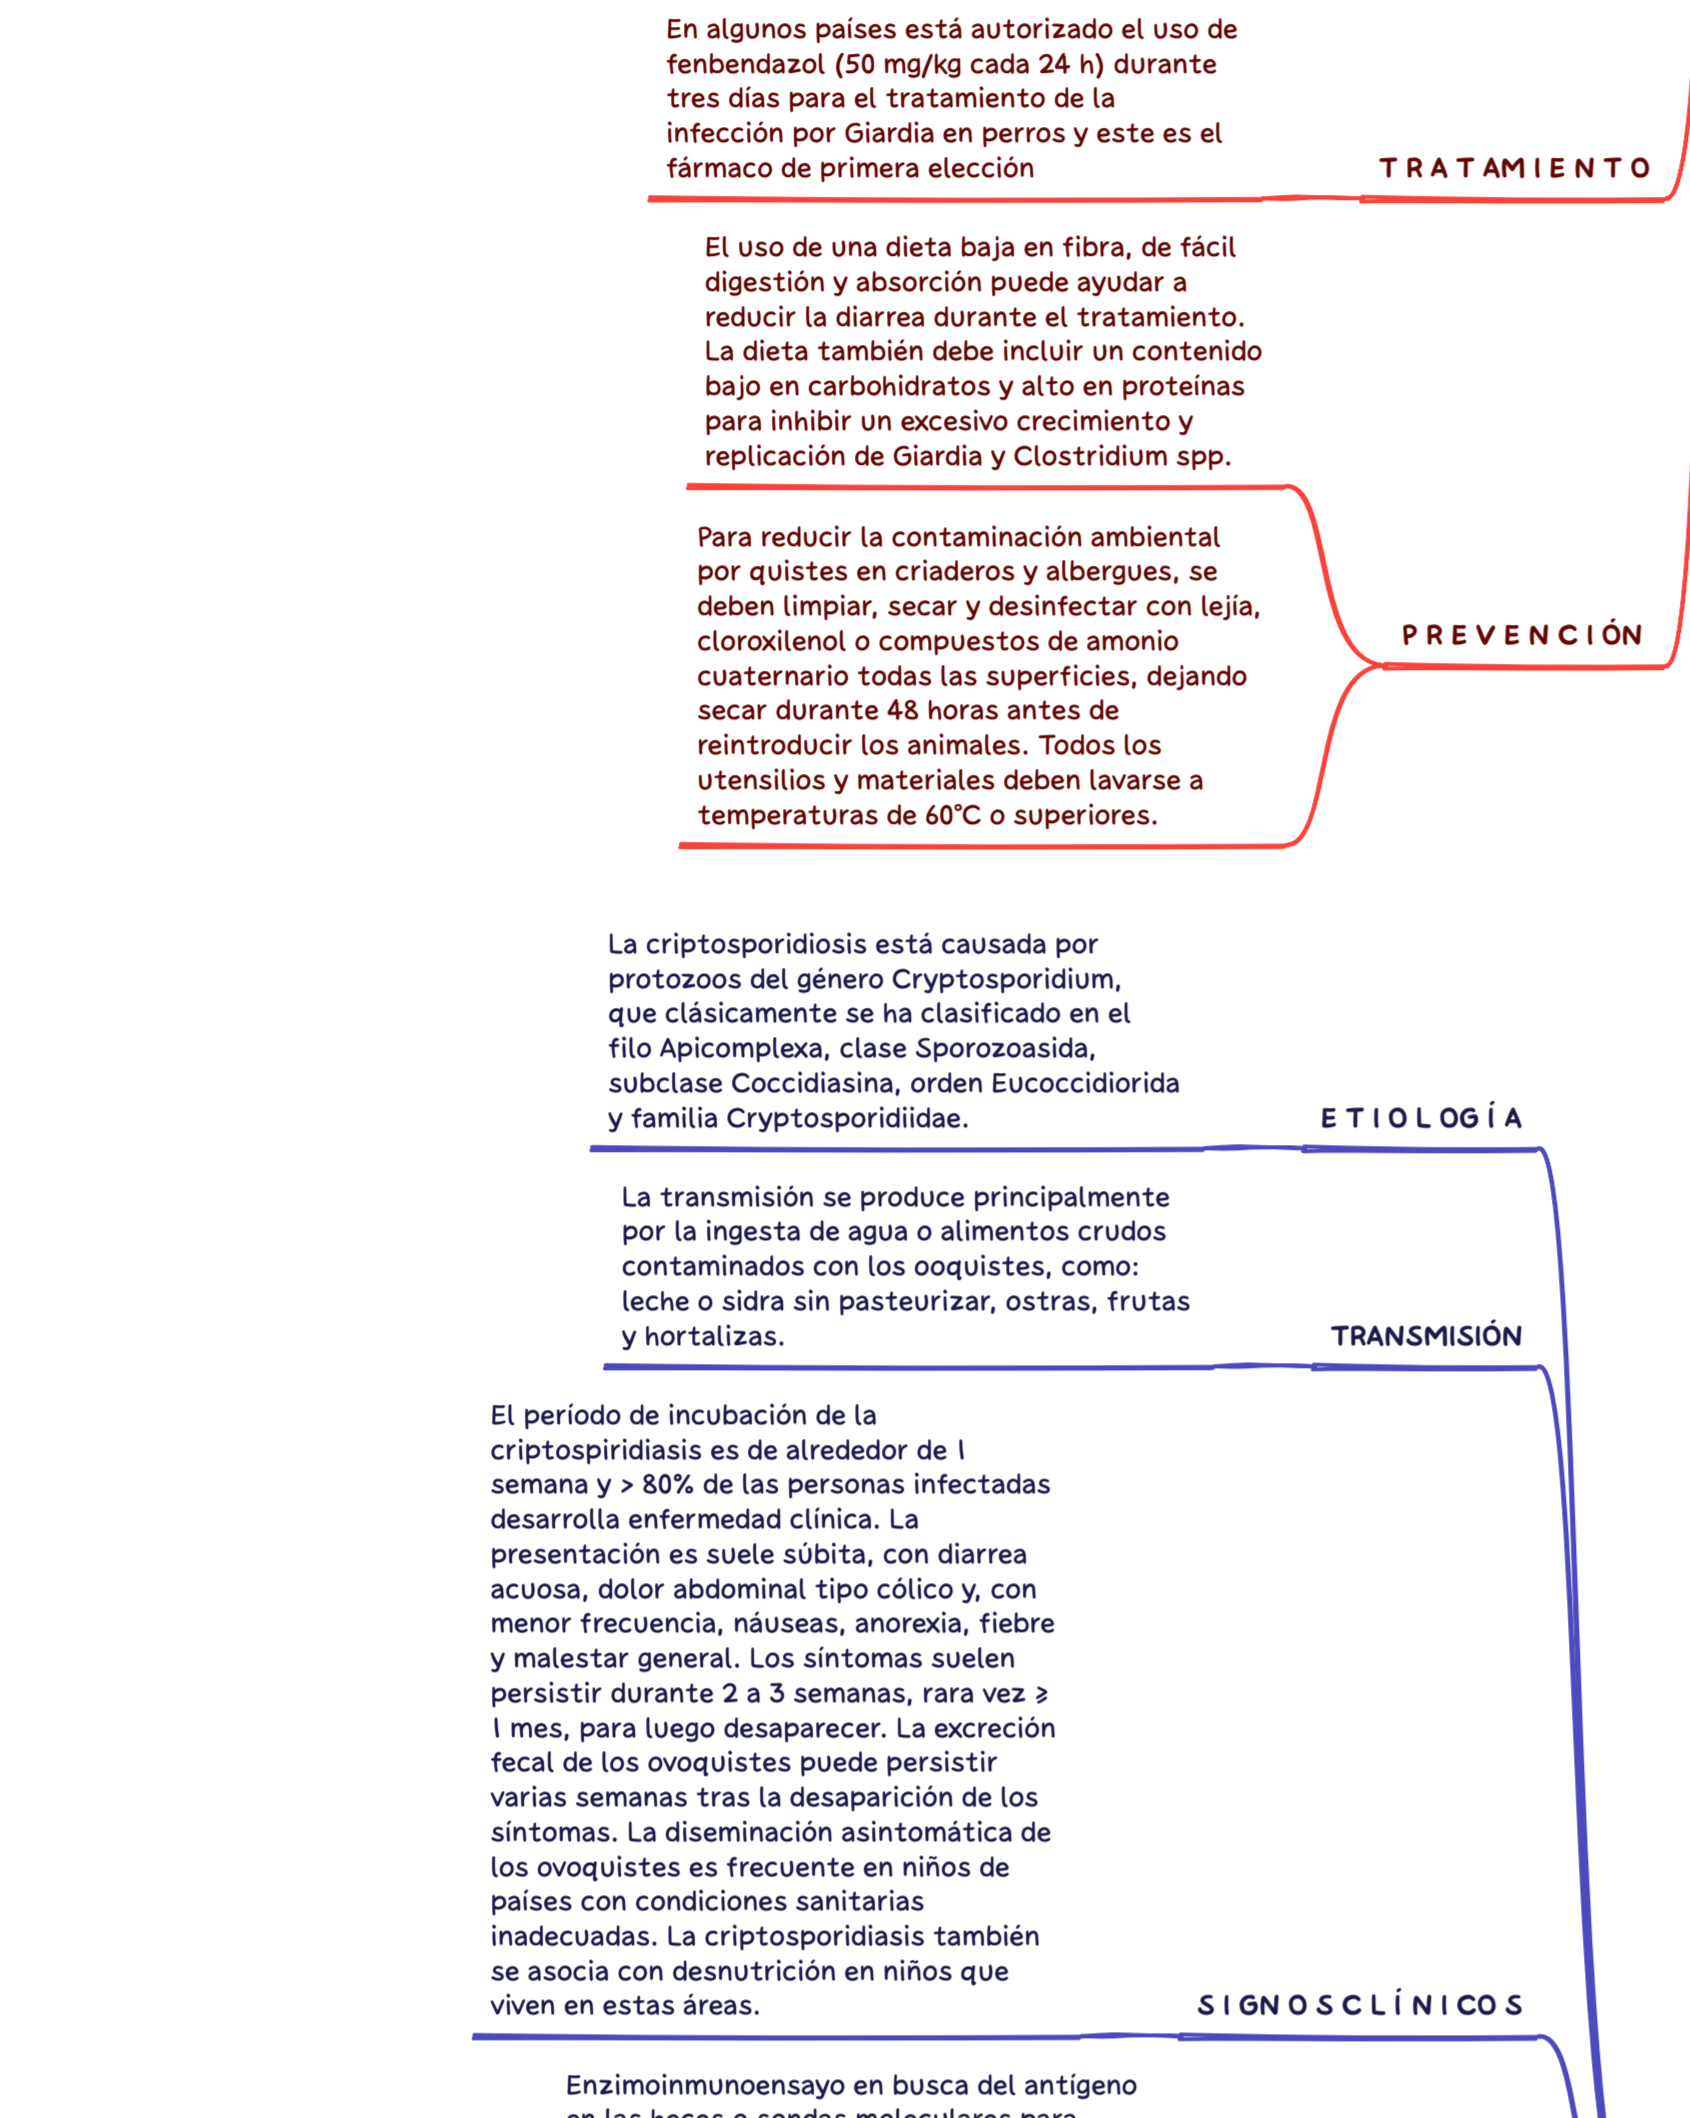 En algunos países está autorizado el uso de
fenbendazol (50 mg/kg cada 24 h) durante
tres días para el tratamiento de la
infección por Giardia en perros y este es el
fármaco de primera elección
TRATAMIENTO
El uso de una dieta baja en fibra, de fácil
digestión y absorción puede ayudar a
reducir la diarrea durante el tratamiento.
La dieta también debe incluir un contenido
bajo en carbohidratos y alto en proteínas
para inhibir un excesivo crecimiento y
replicación de Giardia y Clostridium spp.
Para reducir la contaminación ambiental
por quistes en criaderos y albergues, se
deben limpiar, secar y desinfectar con lejía,
cloroxilenol o compuestos de amonio
cuaternario todas las superficies, dejando
secar durante 48 horas antes de
reintroducir los animales. Todos los
utensilios y materiales deben lavarse a
temperaturas de 60°C o superiores.
PREVENCIÓN
La criptosporidiosis está causada por
protozoos del género Cryptosporidium,
que clásicamente se ha clasificado en el
filo Apicomplexa, clase Sporozoasida,
subclase Coccidiasina, orden Eucoccidiorida
y familia Cryptosporidiidae.
ETIOLOGÍA
La transmisión se produce principalmente
por la ingesta de agua o alimentos crudos
contaminados con los ooquistes, como:
leche o sidra sin pasteurizar, ostras, frutas
y hortalizas.
TRANSMISIÓN
El período de incubación de la
criptospiridiasis es de alrededor de 1
semana y > 80% de las personas infectadas
desarrolla enfermedad clínica. La
presentación es suele súbita, con diarrea
acuosa, dolor abdominal tipo cólico y, con
menor frecuencia, náuseas, anorexia, fiebre
y malestar general. Los síntomas suelen
persistir durante 2 a 3 semanas, rara vez ≥
1 mes, para luego desaparecer. La excreción
fecal de los ovoquistes puede persistir
varias semanas tras la desaparición de los
síntomas. La diseminación asintomática de
los ovoquistes es frecuente en niños de
países con condiciones sanitarias
inadecuadas. La criptosporidiasis también
se asocia con desnutrición en niños que
viven en estas áreas.
SIGNOSCLÍNICOS
Enzimoinmunoensayo en busca del antígeno
en las heces o sondas moleculares para